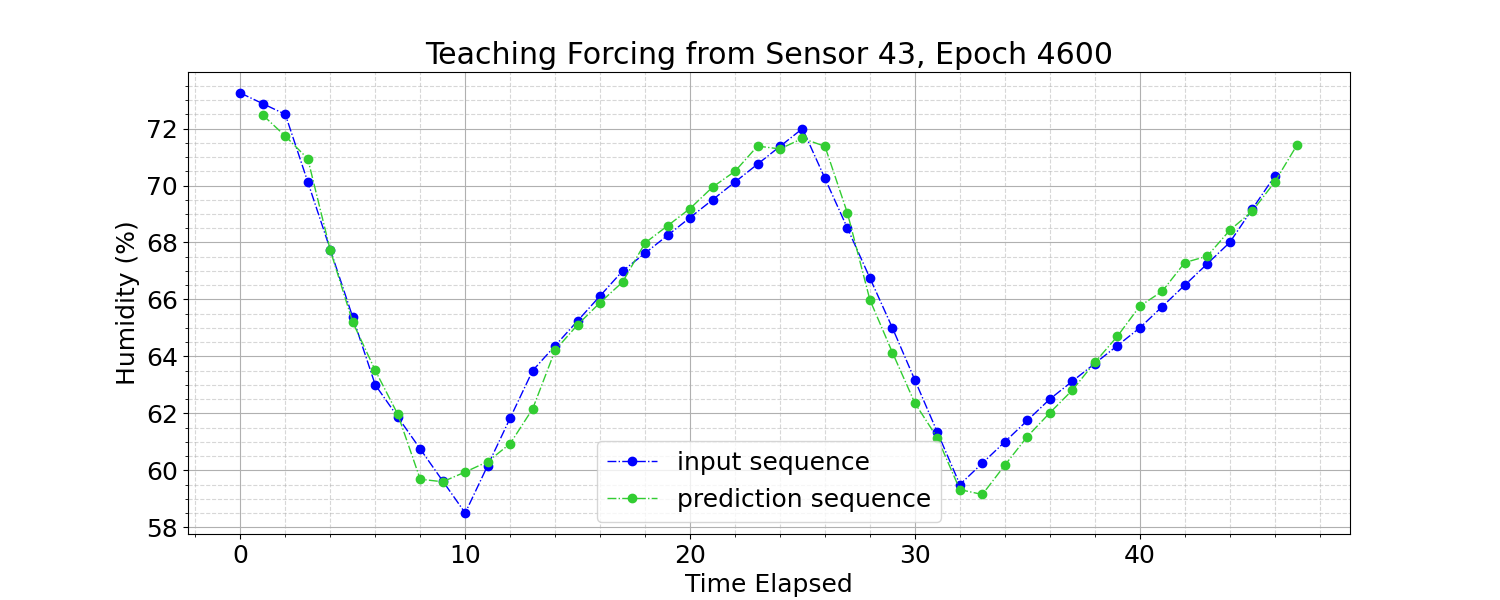 Teaching Forcing from Sensor 43, Epoch 4600
72
70
68
66
64
62
60
58
Humidity (%)
input sequence
prediction sequence
0 10 20 30 40
Time Elapsed